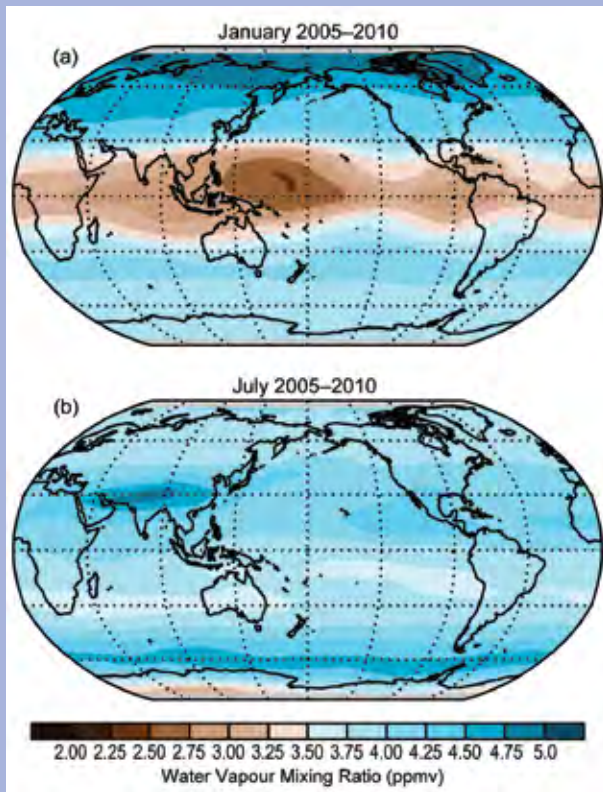 January 2005–2010
(a)
July 2005–2010
(b)
2.00 2.25 2.50 2.75 3.00 3.25 3.50 3.75 4.00 4.25 4.50 4.75 5.0
Water Vapour Mixing Ratio (ppmv)